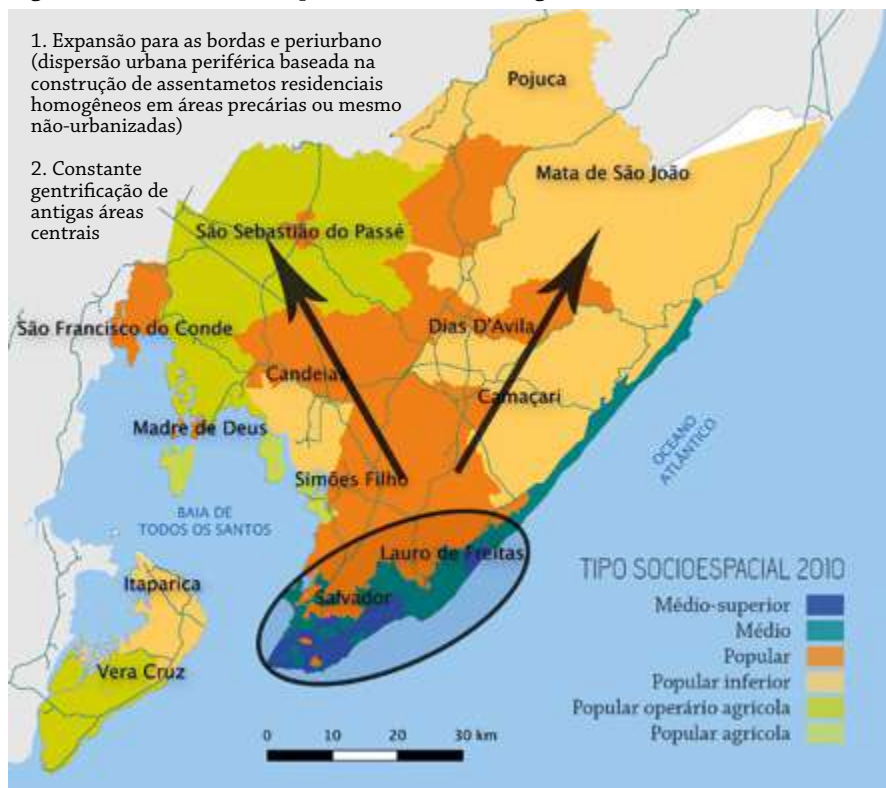 1. Expansão para as bordas e periurbano
(dispersão urbana periférica baseada na
construção de assentametos residenciais
homogêneos em áreas precárias ou mesmo
não-urbanizadas)
2. Constante
gentrificação de
antigas áreas
centrais
Pojuca
Mata de São João
São Sebastião do Passé
São Francisco do Conde
Dias D'Avila
Candeias
Camaçari
Madre de Deus
Simões Filho
OCEANO
ATLÂNTICO
BAIA DE
TODOS OS SANTOS
Lauro de Freitas
Itaparica
Salvador
Vera Cruz
TIPO SOCIOESPACIAL 2010
Médio-superior
Médio
Popular
Popular inferior
Popular operário agrícola
Popular agrícola
0 10 20 30 km